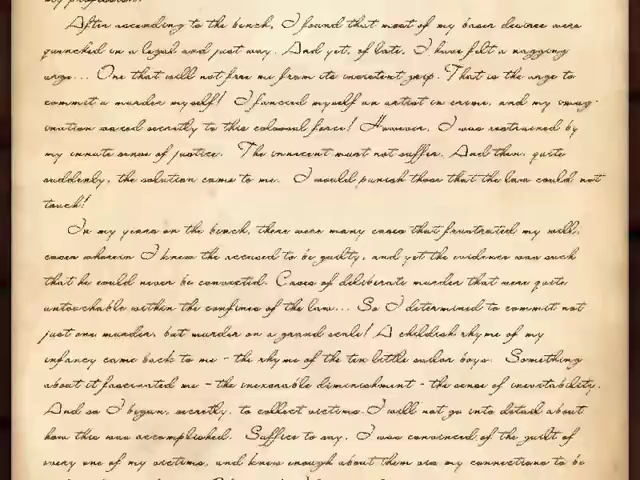 my profession.
After ascending to the bench, I found that most of my baser desires were
quenched in a legal and just way. And yet, of late, I have felt a nagging
urge... One that will not free me from its insistent grip. That is the urge to
commit a murder myself! I fancied myself an artist in crime, and my imag-
ination waxed secretly to this colossal force! However, I was restrained by
my innate sense of justice. The innocent must not suffer. And then, quite
suddenly, the solution came to me. I would punish those that the law could not
touch!
In my years on the bench, there were many cases that frustrated my will,
cases wherein I knew the accused to be guilty, and yet the evidence was such
that he could never be convicted. Cases of deliberate murder that were quite
untouchable within the confines of the law... So I determined to commit not
just one murder, but murder on a grand scale! A childish rhyme of my
infancy came back to me - the rhyme of the ten little sailor boys. Something
about it fascinated me - the inexorable diminishment - the sense of inevitability.
And so I began, secretly, to collect victims. I will not go into detail about
how this was accomplished. Suffice to say, I was convinced of the guilt of
every one of my victims, and knew enough about them and my connections to be